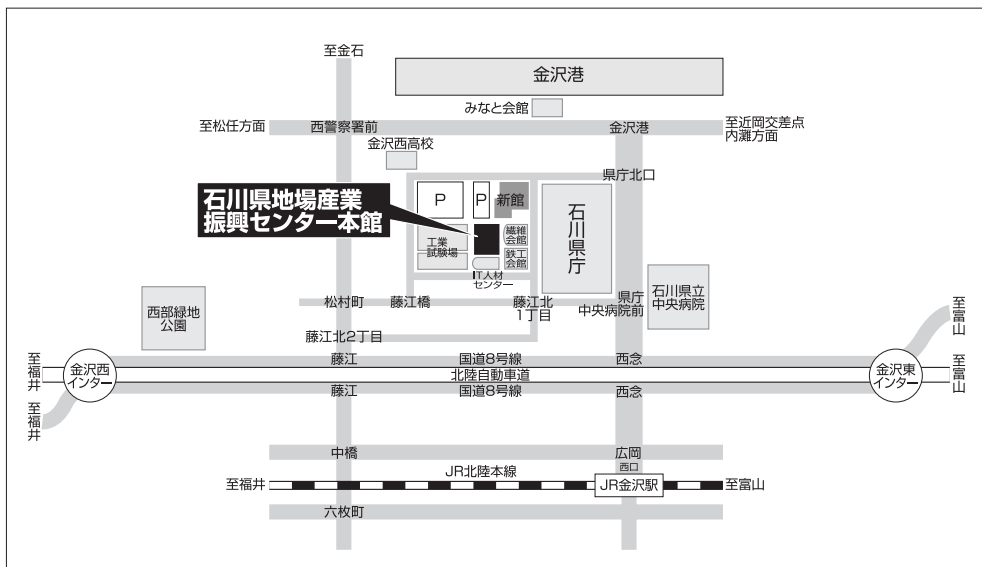 至金石
金沢港
みなと会館
至松任方面
西警察署前
金沢港
至近岡交差点
内灘方面
金沢西高校
県庁北口
石川県地場産業
振興センター本館
P
P
新館
石川県庁
工業
試験場
繊維
会館
鉄工
会館
IT人材
センター
松村町
藤江橋
藤江北
1丁目
県庁
中央病院前
石川県立
中央病院
西部緑地
公園
藤江北2丁目
至富山
至福井
金沢西
インター
藤江
国道8号線
西念
北陸自動車道
藤江
国道8号線
西念
金沢東
インター
至富山
至福井
中橋
広岡
西口
JR北陸本線
至福井
JR金沢駅
至富山
六枚町